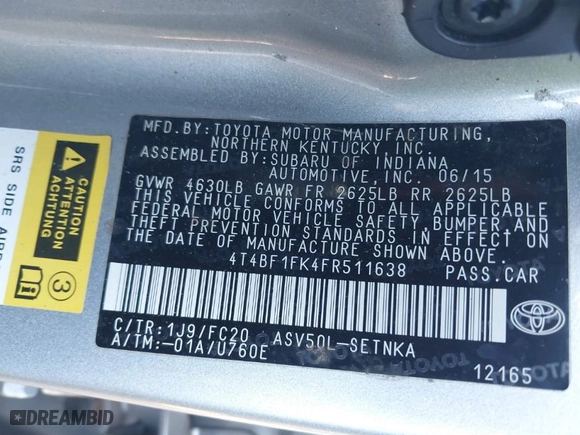 MFD.BY:TOYOTA MOTOR MANUFACTURING,
NORTHERN KENTUCKY, INC.
ASSEMBLED BY:SUBARU OF INDIANA
AUTOMOTIVE, INC. 06/15
GVWR 4630LB GAWR FR 2625LB RR 2625LB
THIS VEHICLE CONFORMS TO ALL APPLICABLE
FEDERAL MOTOR VEHICLE SAFETY, BUMPER, AND
THEFT PREVENTION STANDARDS IN EFFECT ON
THE DATE OF MANUFACTURE SHOWN ABOVE.
4T4BF1FK4FR511638 PASS.CAR
C/TR:1J9/FC20 ASV50L-SETNKA
A/TM:-01A/U760E
12165
TOYOTA
SRS SIDE AIRB
CAUTION
ATTENTION
ACHTUNG
3
DREAMBID